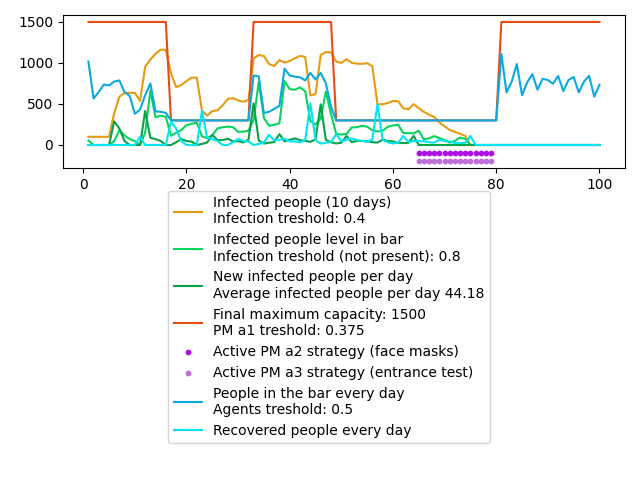 1500
1000
500
0
0 20 40 60 80 100
Infected people (10 days)
Infection treshold: 0.4
Infected people level in bar
Infection treshold (not present): 0.8
New infected people per day
Average infected people per day 44.18
Final maximum capacity: 1500
PM a1 treshold: 0.375
Active PM a2 strategy (face masks)
Active PM a3 strategy (entrance test)
People in the bar every day
Agents treshold: 0.5
Recovered people every day